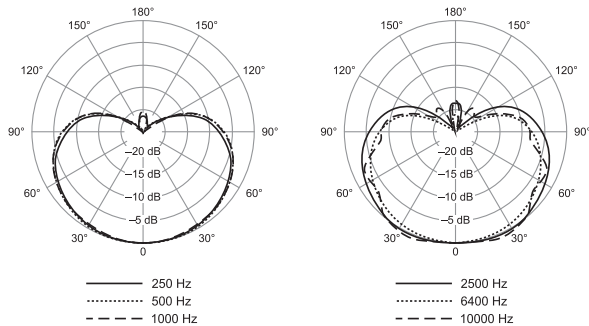 180°
150° 150°
120° 120°
90° 90°
–20 dB
–15 dB
60° 60°
–10 dB
–5 dB
30° 30°
0
250 Hz
500 Hz
1000 Hz
180°
150° 150°
120° 120°
90° 90°
–20 dB
–15 dB
60° 60°
–10 dB
–5 dB
30° 30°
0
2500 Hz
6400 Hz
10000 Hz